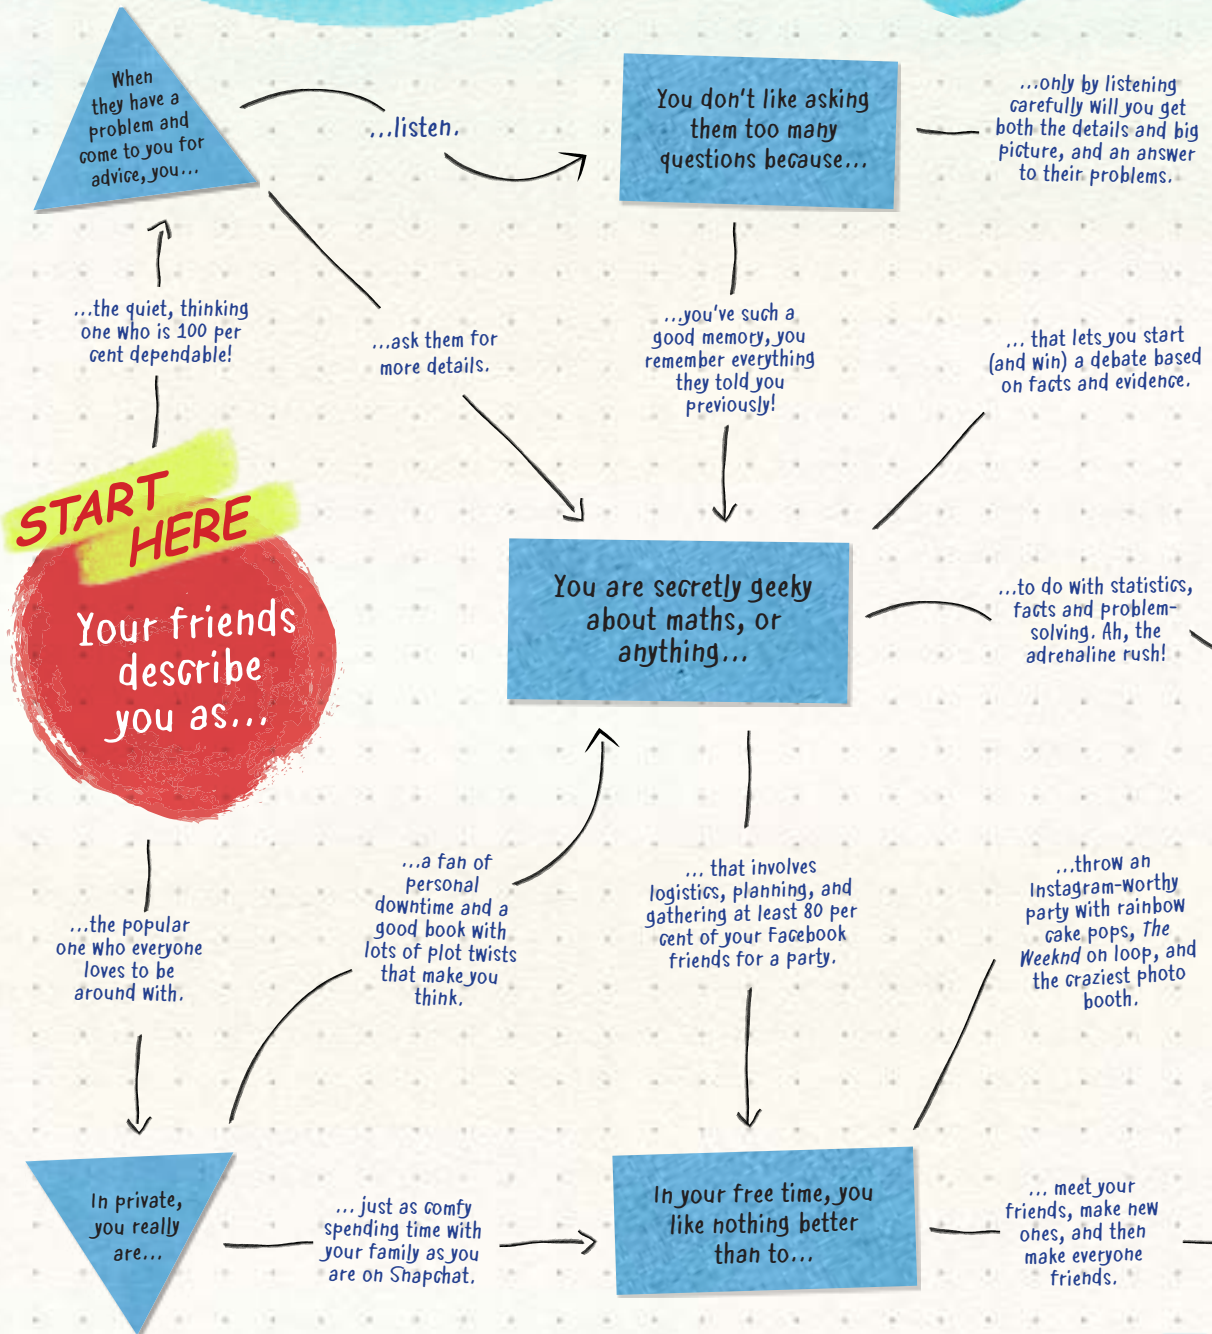 When
they have a
problem and
come to you for
advice, you...
...listen.
You don't like asking
them too many
questions because...
...only by listening
carefully will you get
both the details and big
picture, and an answer
to their problems.
...the quiet, thinking
one who is 100 per
cent dependable!
...ask them for
more details.
...you've such a
good memory, you
remember everything
they told you
previously!
... that lets you start
(and win) a debate based
on facts and evidence.
START
HERE
Your friends
describe
you as...
You are secretly geeky
about maths, or
anything...
...to do with statistics,
facts and problem-
solving. Ah, the
adrenaline rush!
...the popular
one who everyone
loves to be
around with.
...a fan of
personal
downtime and a
good book with
lots of plot twists
that make you
think.
... that involves
logistics, planning, and
gathering at least 80 per
cent of your Facebook
friends for a party.
...throw an
Instagram-worthy
party with rainbow
cake pops, The
Weeknd on loop, and
the craziest photo
booth.
In private,
you really
are...
... just as comfy
spending time with
your family as you
are on Snapchat.
In your free time, you
like nothing better
than to...
... meet your
friends, make new
ones, and then
make everyone
friends.